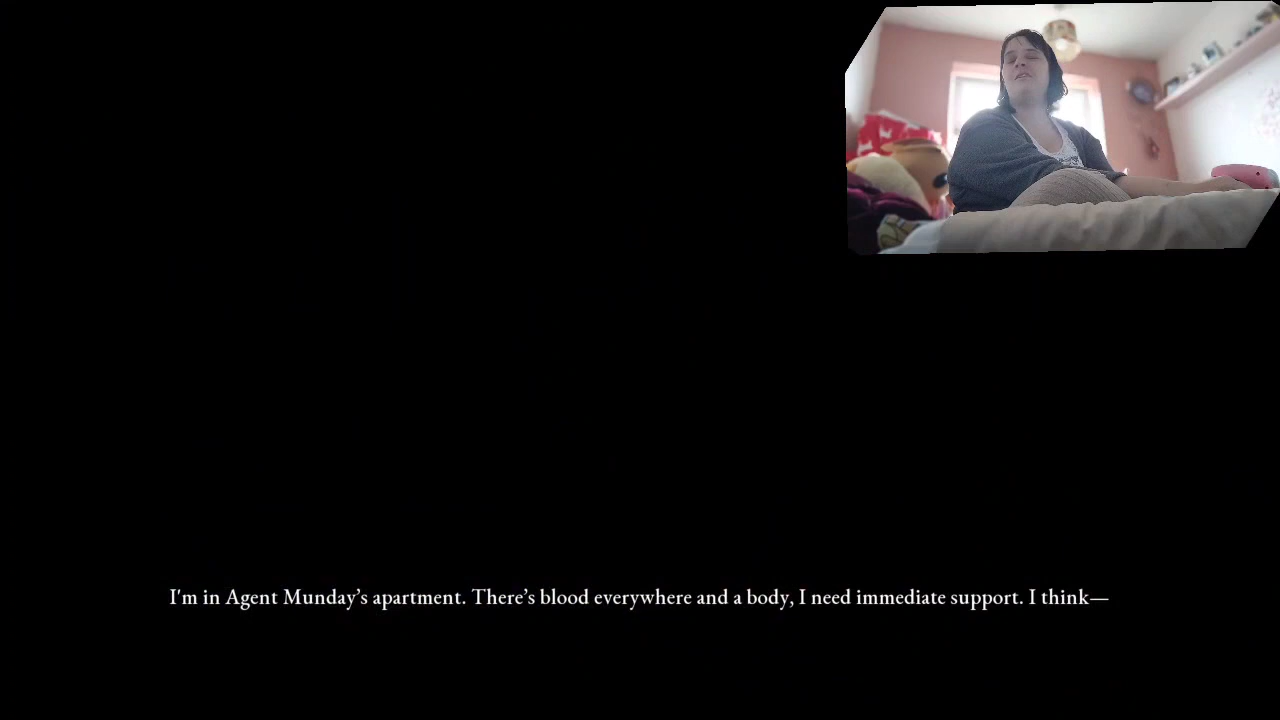 I'm in Agent Munday’s apartment. There’s blood everywhere and a body, I need immediate support. I think—